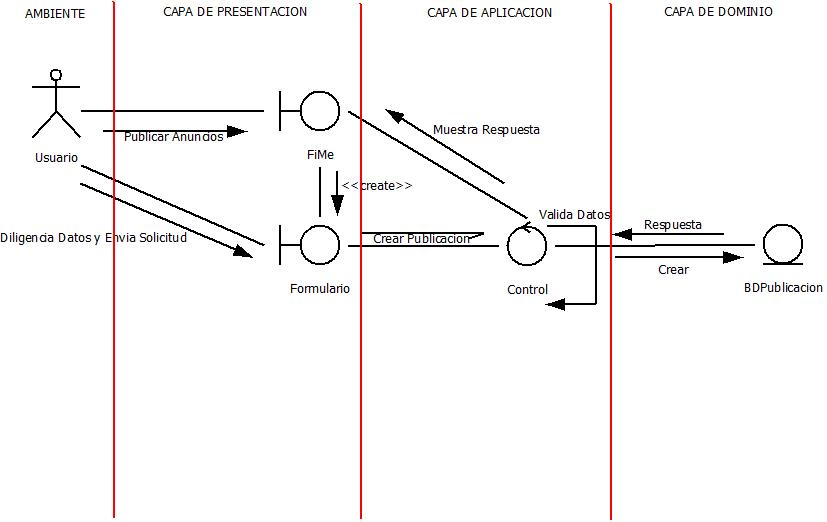 AMBIENTE
CAPA DE PRESENTACION
CAPA DE APLICACION
CAPA DE DOMINIO
Publicar Anuncios
Muestra Respuesta
Usuario
FiMe
<<create>>
Valida Datos
Respuesta
Diligencia Datos y Envia Solicitud
Crear Publicacion
Crear
Formulario
Control
BDPublicacion